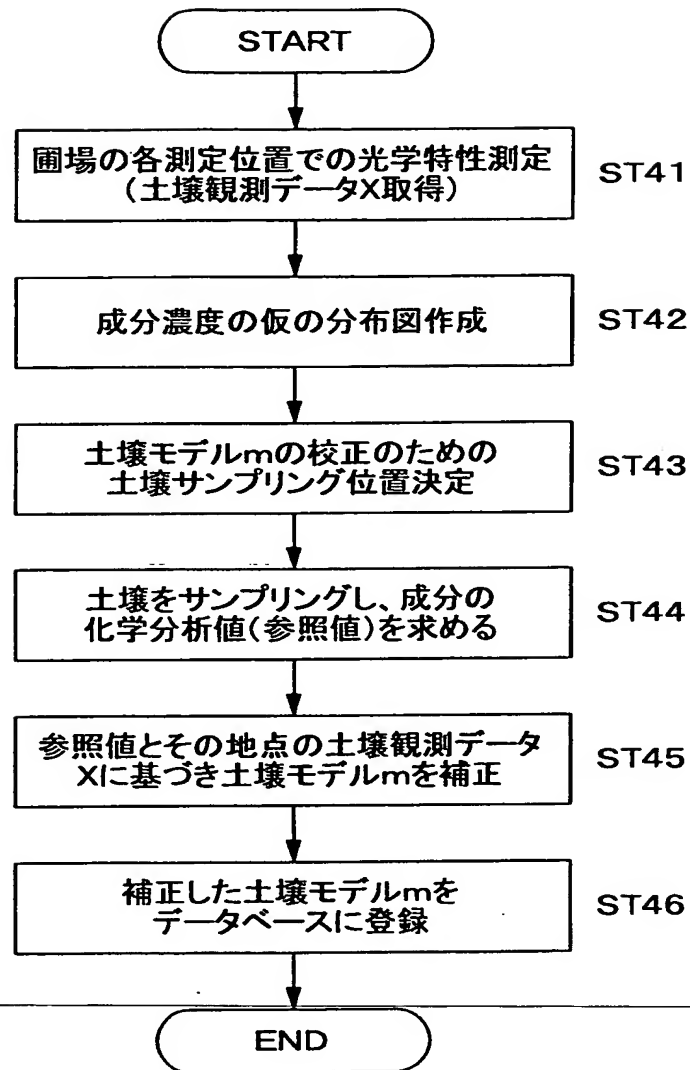 START
圃場の各測定位置での光学特性測定
(土壌観測データX取得)
ST41
成分濃度の仮の分布図作成
ST42
土壌モデルmの校正のための
土壌サンプリング位置決定
ST43
土壌をサンプリングし、成分の
化学分析値(参照値)を求める
ST44
参照値とその地点の土壌観測データ
Xに基づき土壌モデルmを補正
ST45
補正した土壌モデルmを
データベースに登録
ST46
END